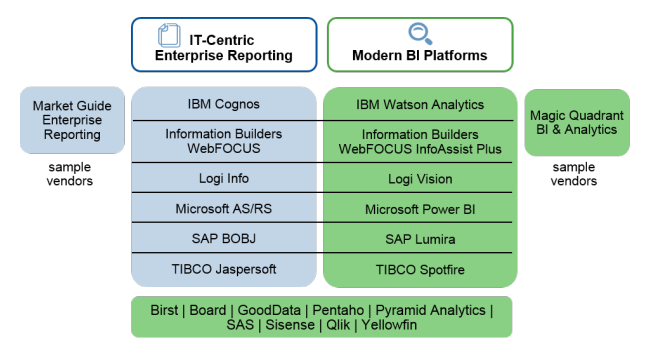 IT-Centric
Enterprise Reporting
Modern BI Platforms
Market Guide
Enterprise
Reporting
sample
vendors
IBM Cognos
IBM Watson Analytics
Information Builders
WebFOCUS
Information Builders
WebFOCUS InfoAssist Plus
Logi Info
Logi Vision
Microsoft AS/RS
Microsoft Power BI
SAP BOBJ
SAP Lumira
TIBCO Jaspersoft
TIBCO Spotfire
Magic Quadrant
BI & Analytics
sample
vendors
Birst | Board | GoodData | Pentaho | Pyramid Analytics |
SAS | Sisense | Qlik | Yellowfin